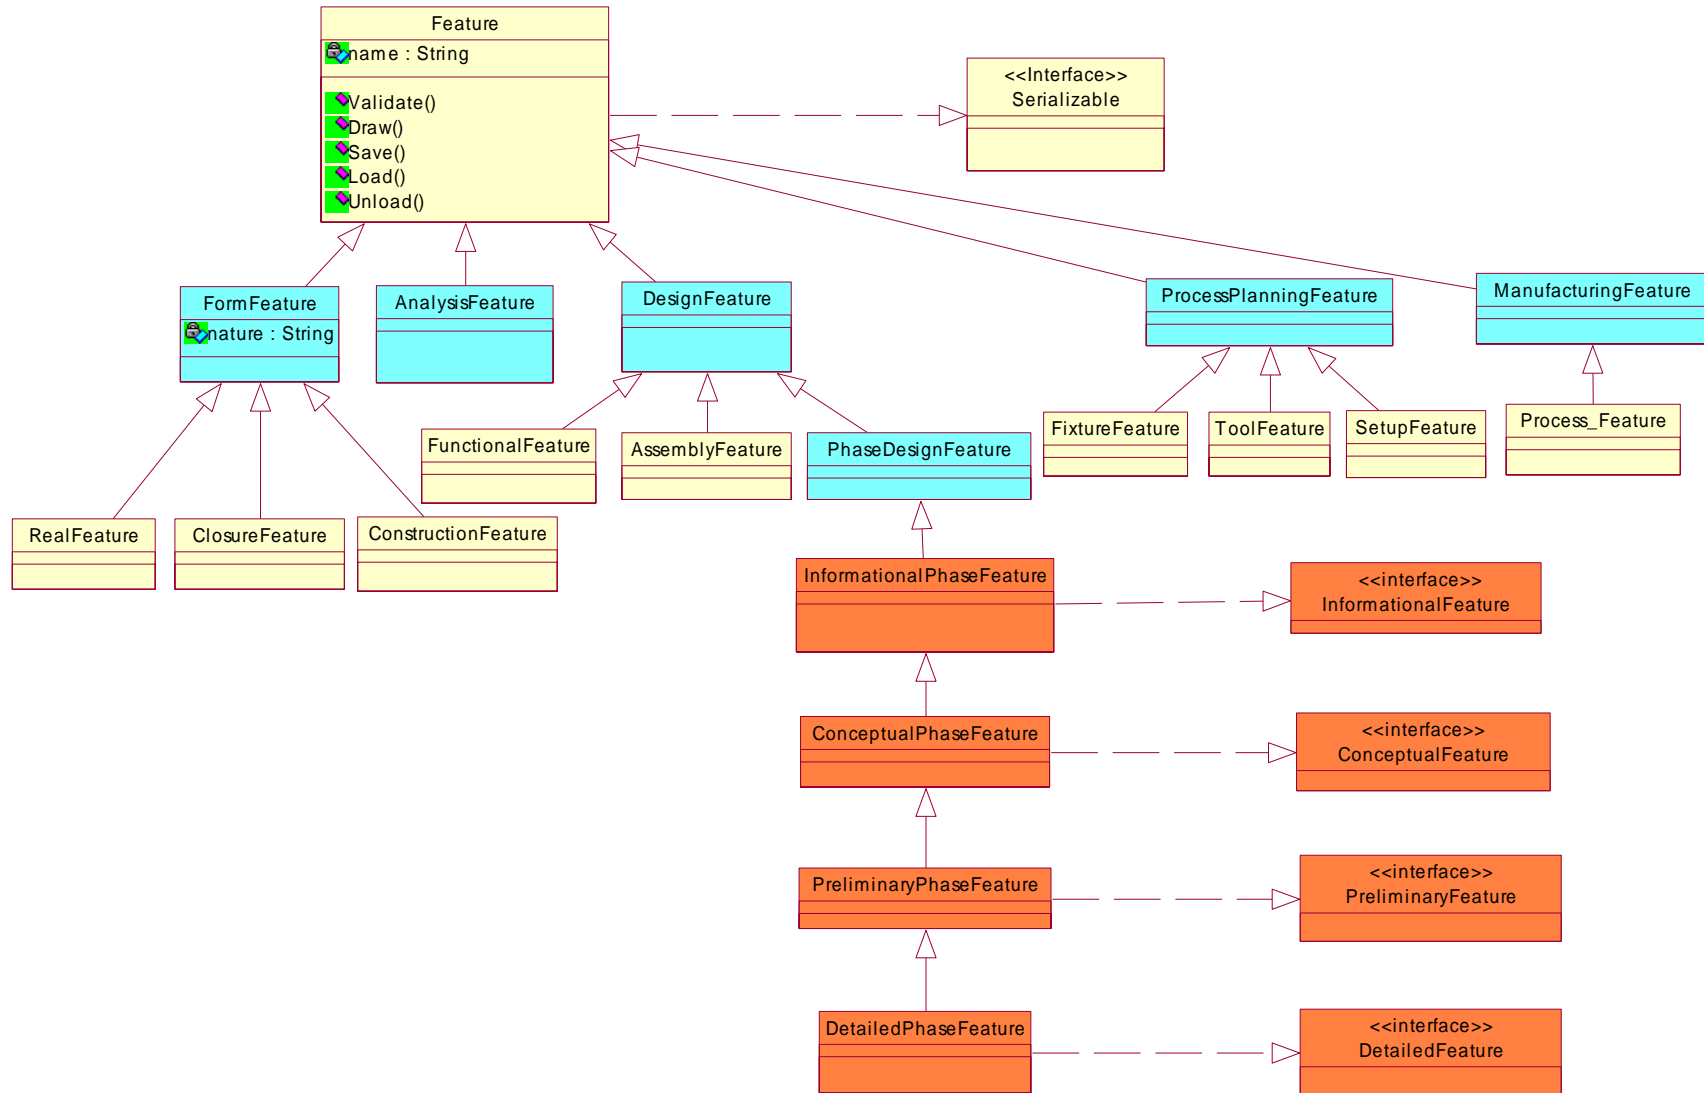 Feature
name : String
Validate()
Draw()
Save()
Load()
Unload()
<<Interface>>
Serializable
FormFeature
nature : String
AnalysisFeature
DesignFeature
ProcessPlanningFeature
ManufacturingFeature
FunctionalFeature
AssemblyFeature
PhaseDesignFeature
FixtureFeature
ToolFeature
SetupFeature
Process_Feature
RealFeature
ClosureFeature
ConstructionFeature
InformationalPhaseFeature
<<interface>>
InformationalFeature
ConceptualPhaseFeature
<<interface>>
ConceptualFeature
PreliminaryPhaseFeature
<<interface>>
PreliminaryFeature
DetailedPhaseFeature
<<interface>>
DetailedFeature